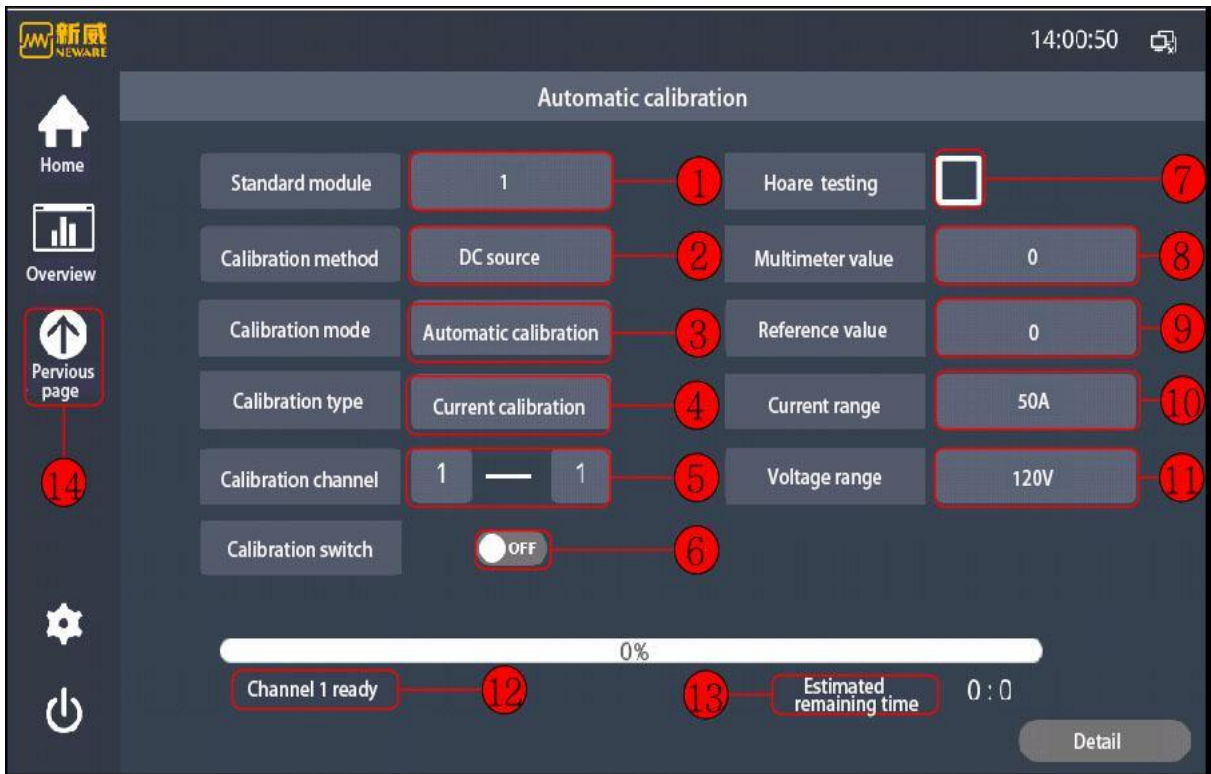 新威
NEWARE
14:00:50
Automatic calibration
Home
Overview
Pervious
page
14
Standard module 1 1
Hoare testing 7
Calibration method DC source 2
Multimeter value 0 8
Calibration mode Automatic calibration 3
Reference value 0 9
Calibration type Current calibration 4
Current range 50A 10
Calibration channel 1 — 1 5
Voltage range 120V 11
Calibration switch OFF 6
0%
Channel 1 ready 12
13 Estimated
remaining time 0 : 0
Detail